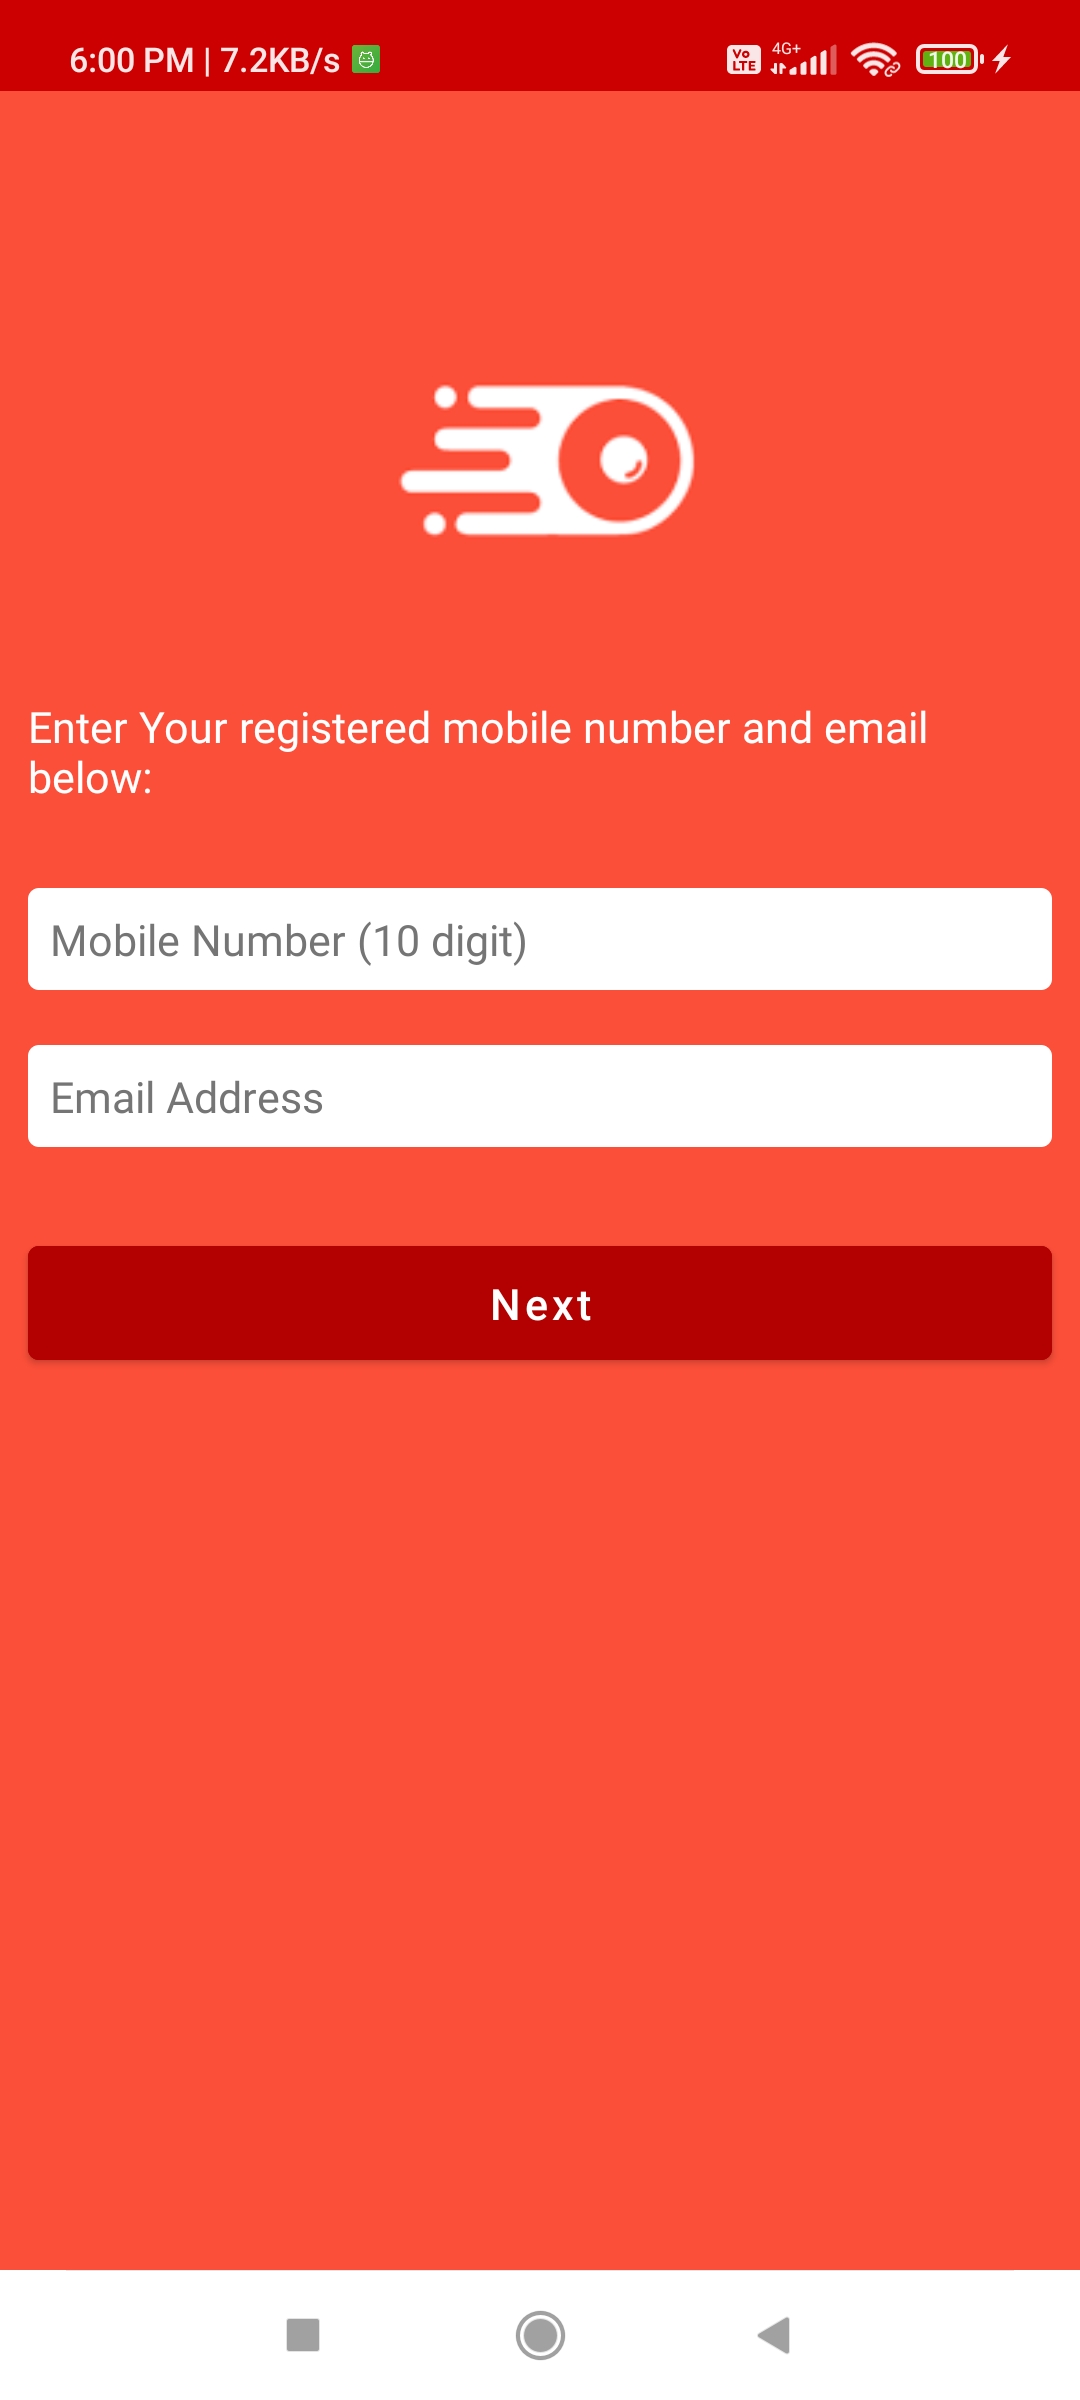 6:00 PM | 7.2KB/s
Vo LTE 4G+ 100
Enter Your registered mobile number and email
below:
Mobile Number (10 digit)
Email Address
Next